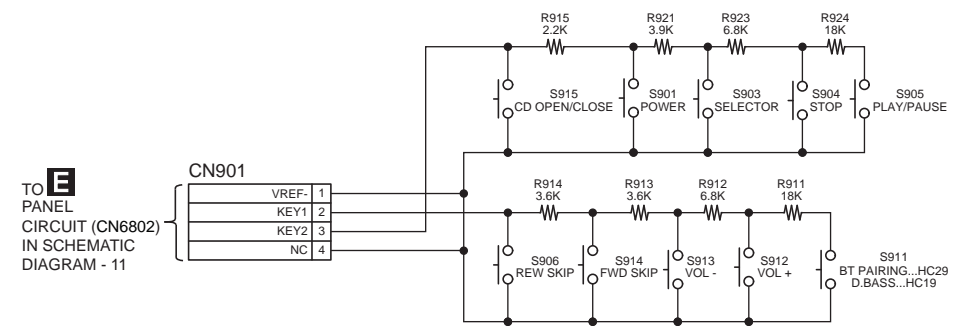 R915
2.2K
R921
3.9K
R923
6.8K
R924
18K
S915
CD OPEN/CLOSE
S901
POWER
S903
SELECTOR
S904
STOP
S905
PLAY/PAUSE
CN901
TO E
PANEL
CIRCUIT (CN6802)
IN SCHEMATIC
DIAGRAM - 11
VREF- 1
KEY1 2
KEY2 3
NC 4
R914
3.6K
R913
3.6K
R912
6.8K
R911
18K
S906
REW SKIP
S914
FWD SKIP
S913
VOL -
S912
VOL +
S911
BT PAIRING...HC29
D.BASS...HC19